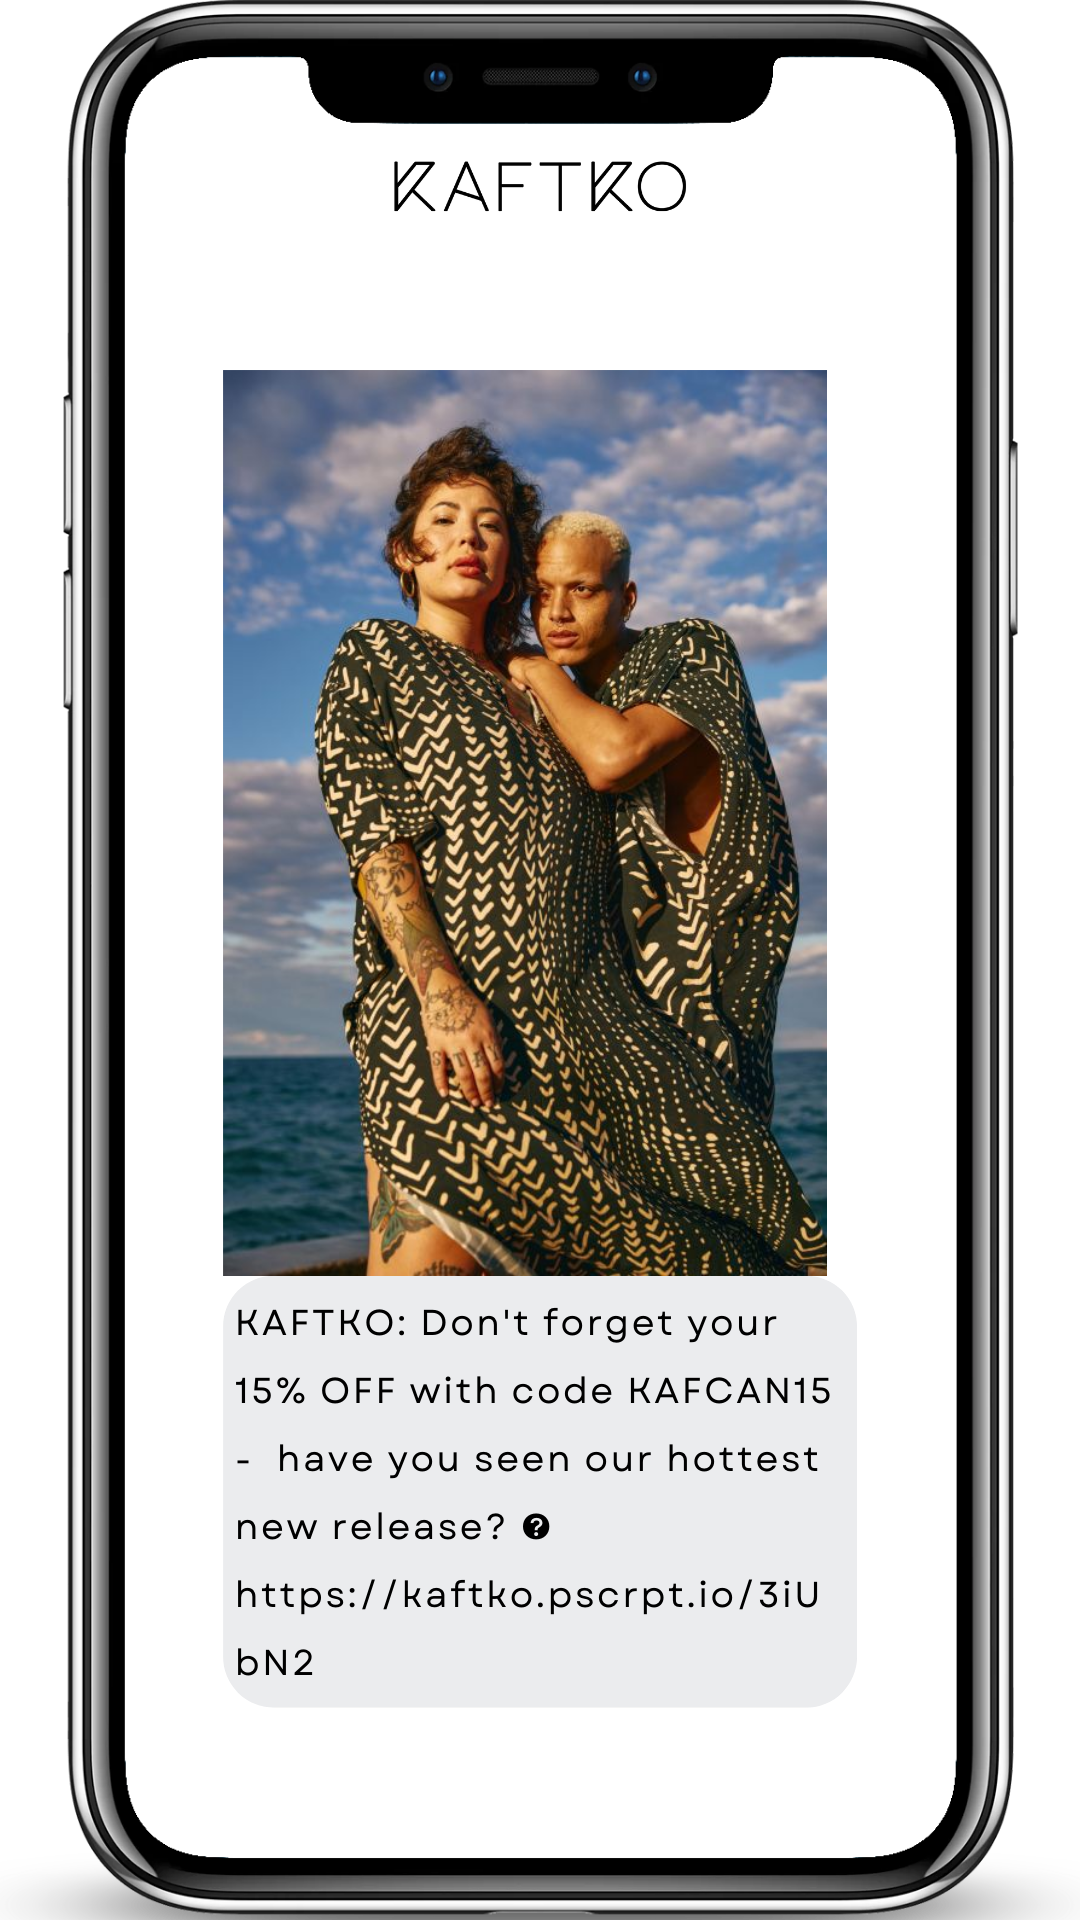 KAFTKO
KAFTKO: Don't forget your
15% OFF with code KAFCAN15
- have you seen our hottest
new release? ?
https://kaftko.pscrpt.io/3iU
bN2